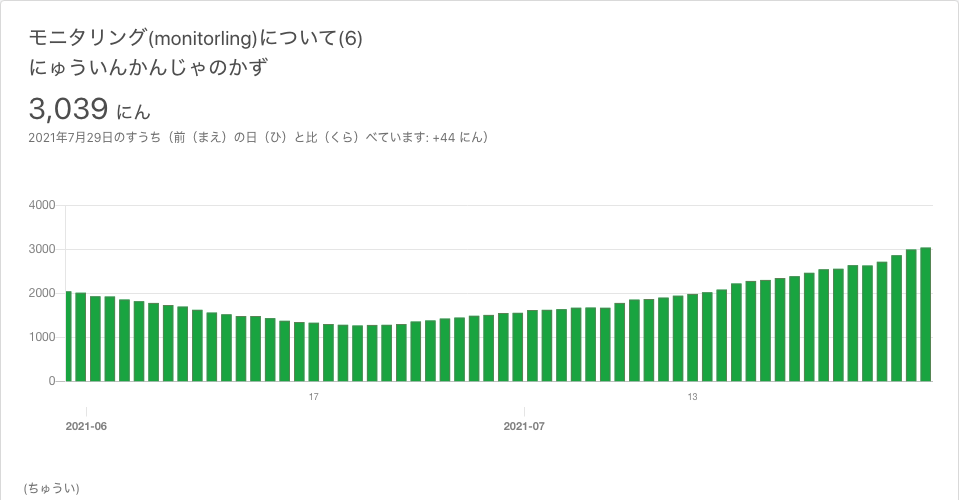 モニタリング(monitorling)について(6)
にゅういんかんじゃのかず
3,039 にん
2021年7月29日のすうち（前（まえ）の日（ひ）と比（くら）べています: +44 にん）
4000
3000
2000
1000
0
17
13
2021-06
2021-07
(ちゅうい)